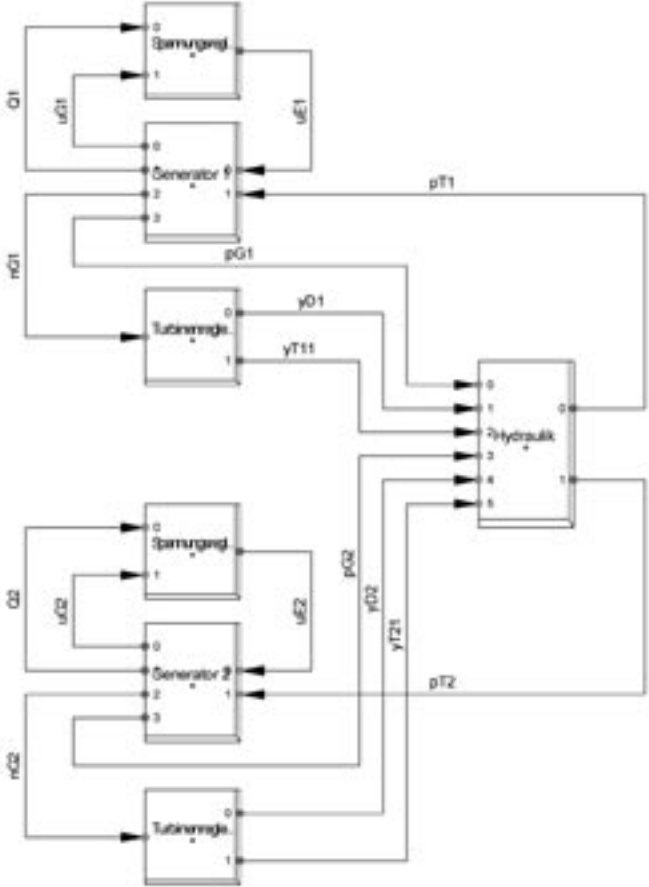 0
Spannungsregl..
1
Q1
uG1
uE1
0
Generator 1
1
2
3
pT1
nG1
pG1
0
Turbinenregle..
1
yD1
yT11
0
1
2
3
4
5
Hydraulik
0
1
0
Spannungsregl..
1
Q2
uG2
uE2
pG2
yD2
yT21
0
Generator 2
1
2
3
pT2
nG2
0
Turbinenregle..
1